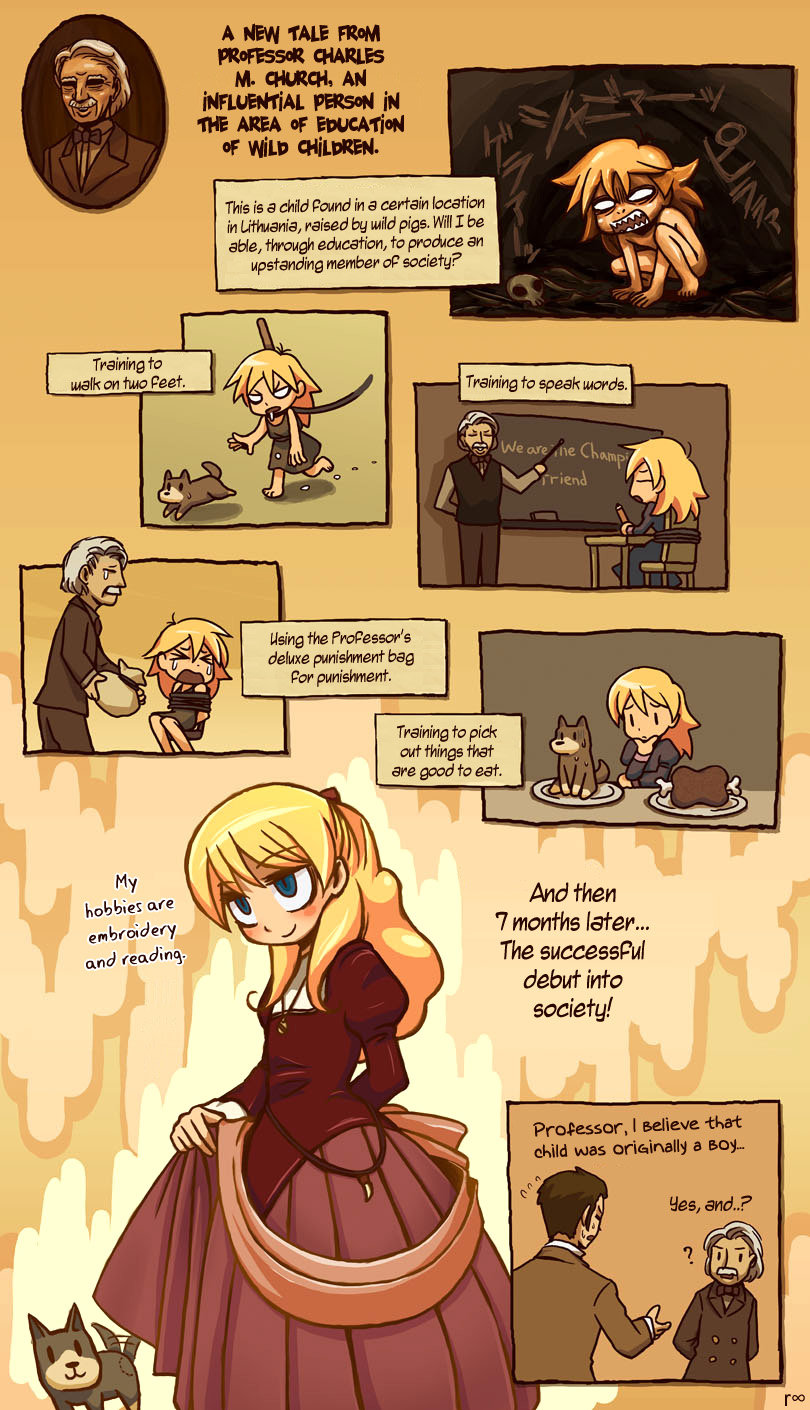 A NEW TALE FROM
PROFESSOR CHARLES
M. CHURCH, AN
INFLUENTIAL PERSON IN
THE AREA OF EDUCATION
OF WILD CHILDREN.
This is a child found in a certain location
in Lithuania, raised by wild pigs. Will I be
able, through education, to produce an
upstanding member of society?
Training to
walk on two feet.
Training to speak words.
We are the Champi
friend
Using the Professor's
deluxe punishment bag
for punishment.
Training to pick
out things that
are good to eat.
My
hobbies are
embroidery
and reading.
And then
7 months later...
The successful
debut into
society!
Professor, I believe that
child was originally a boy...
Yes, and..?
?
r∞